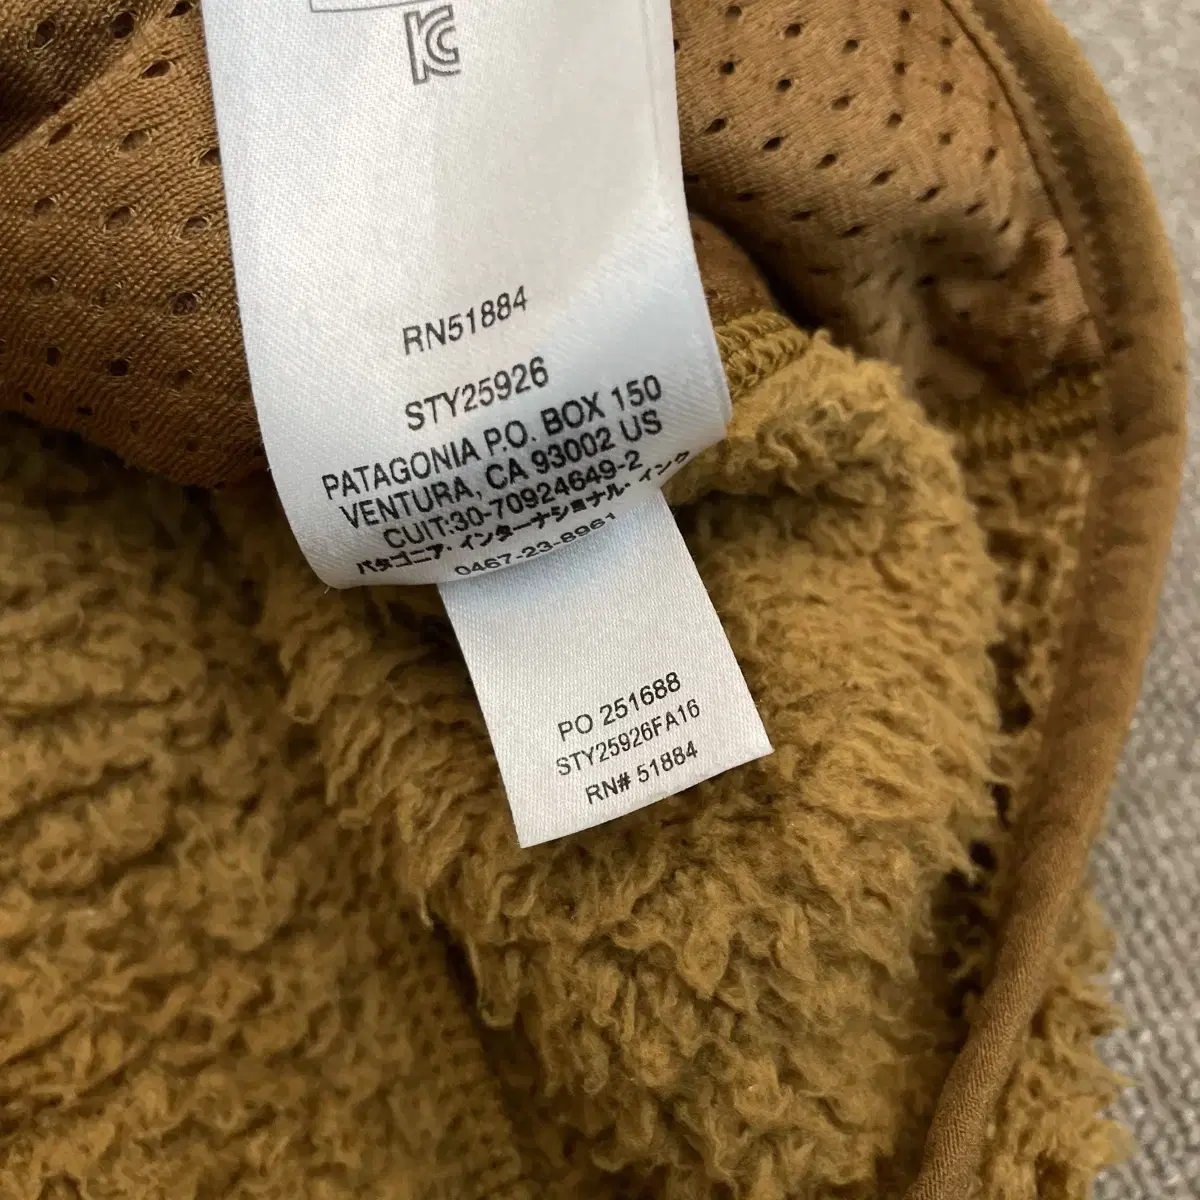 RN51884
STY25926
PATAGONIA P.O. BOX 150
VENTURA, CA 93002 US
CUIT:30-70924649-2
パタゴニア・インターナショナル・インク
0467-23-8961
PO 251688
STY25926FA16
RN# 51884